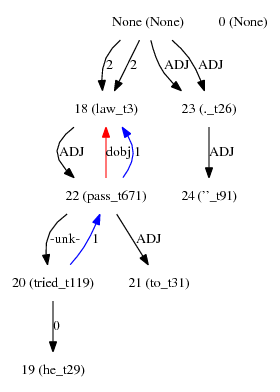 None (None) 0 (None)
2 2 ADJ ADJ
18 (law_t3) 23 (._t26)
ADJ dobj 1 ADJ
22 (pass_t671) 24 (''_t91)
-unk- 1 ADJ
20 (tried_t119) 21 (to_t31)
0
19 (he_t29)